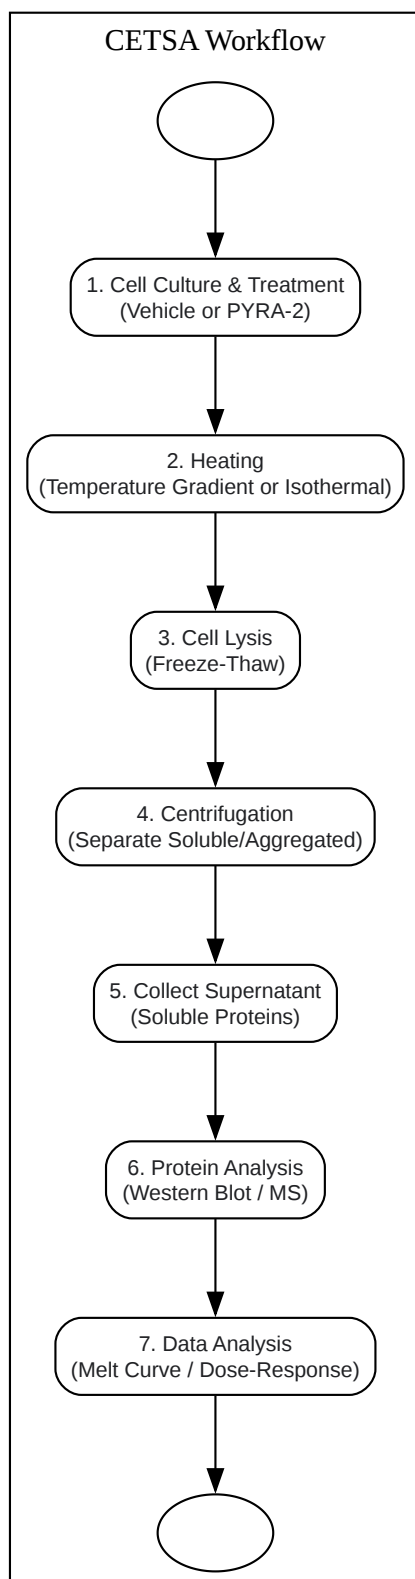 CETSA Workflow
1. Cell Culture & Treatment
(Vehicle or PYRA-2)
2. Heating
(Temperature Gradient or Isothermal)
3. Cell Lysis
(Freeze-Thaw)
4. Centrifugation
(Separate Soluble/Aggregated)
5. Collect Supernatant
(Soluble Proteins)
6. Protein Analysis
(Western Blot / MS)
7. Data Analysis
(Melt Curve / Dose-Response)